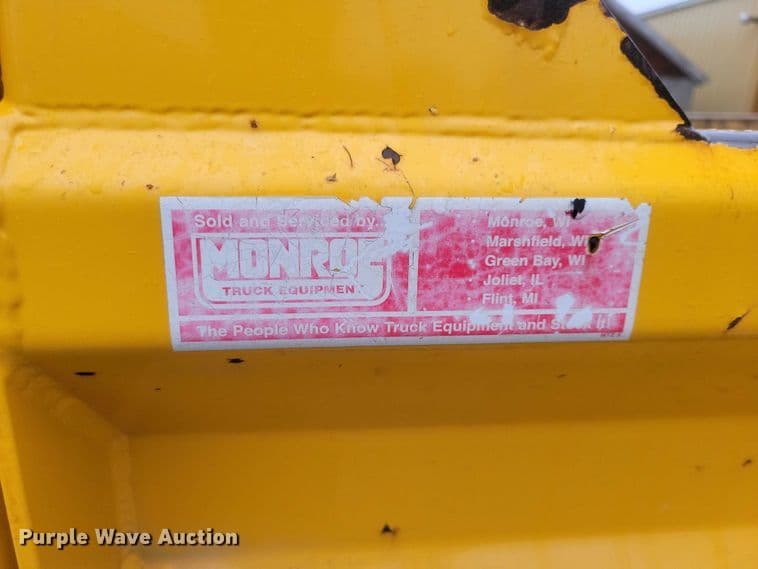 Sold and Serviced by
MONROE
TRUCK EQUIPMENT
Monroe, WI
Marshfield, WI
Green Bay, WI
Joliet, IL
Flint, MI
The People Who Know Truck Equipment and Stock It!
Purple Wave Auction